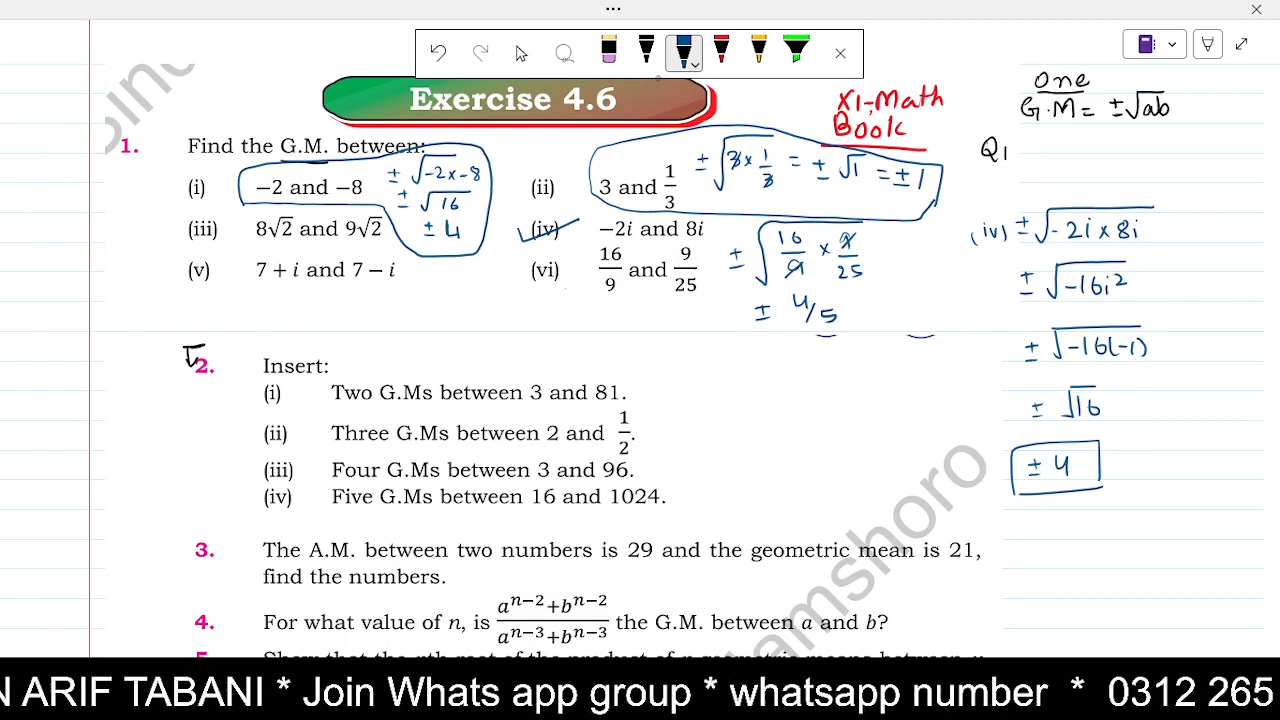 Exercise 4.6
XI-Math
Book
one
G.M = ±√ab
1. Find the G.M. between:
Q1
(i) −2 and −8
± √-2x-8
± √16
± 4
(ii) 3 and 1/3
± √3×1/3 = ± √1 = ±1
(iii) 8√2 and 9√2
(iv) −2i and 8i
(v) 7 + i and 7 − i
(vi) 16/9 and 9/25
± √16/9 × 9/25
± 4/5
(iv) ± √-2i × 8i
± √-16i²
± √-16(-1)
± √16
± 4
2. Insert:
(i) Two G.Ms between 3 and 81.
(ii) Three G.Ms between 2 and 1/2.
(iii) Four G.Ms between 3 and 96.
(iv) Five G.Ms between 16 and 1024.
3. The A.M. between two numbers is 29 and the geometric mean is 21,
find the numbers.
4. For what value of n, is (aⁿ⁻²+bⁿ⁻²)/(aⁿ⁻³+bⁿ⁻³) the G.M. between a and b?
N ARIF TABANI * Join Whats app group * whatsapp number * 0312 265